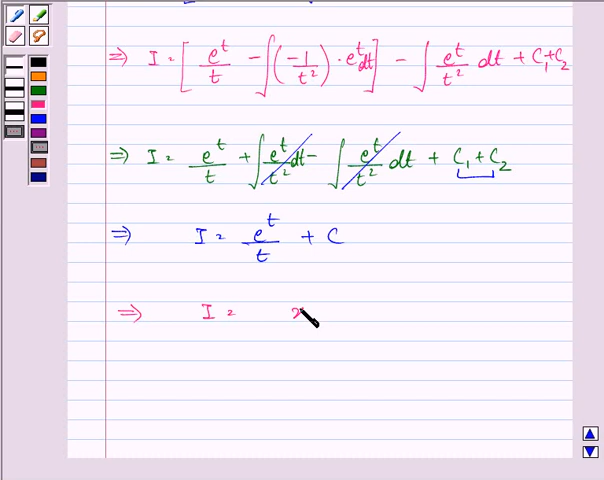 ⇒ I = [ e^t/t − ∫(−1/t²) · e^t dt ] − ∫ e^t/t² dt + C₁ + C₂
⇒ I = e^t/t + ∫ e^t/t² dt − ∫ e^t/t² dt + C₁ + C₂
⇒ I = e^t/t + C
⇒ I = x